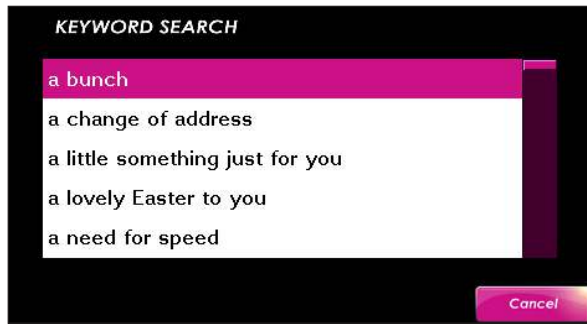 KEYWORD SEARCH
a bunch
a change of address
a little something just for you
a lovely Easter to you
a need for speed
Cancel